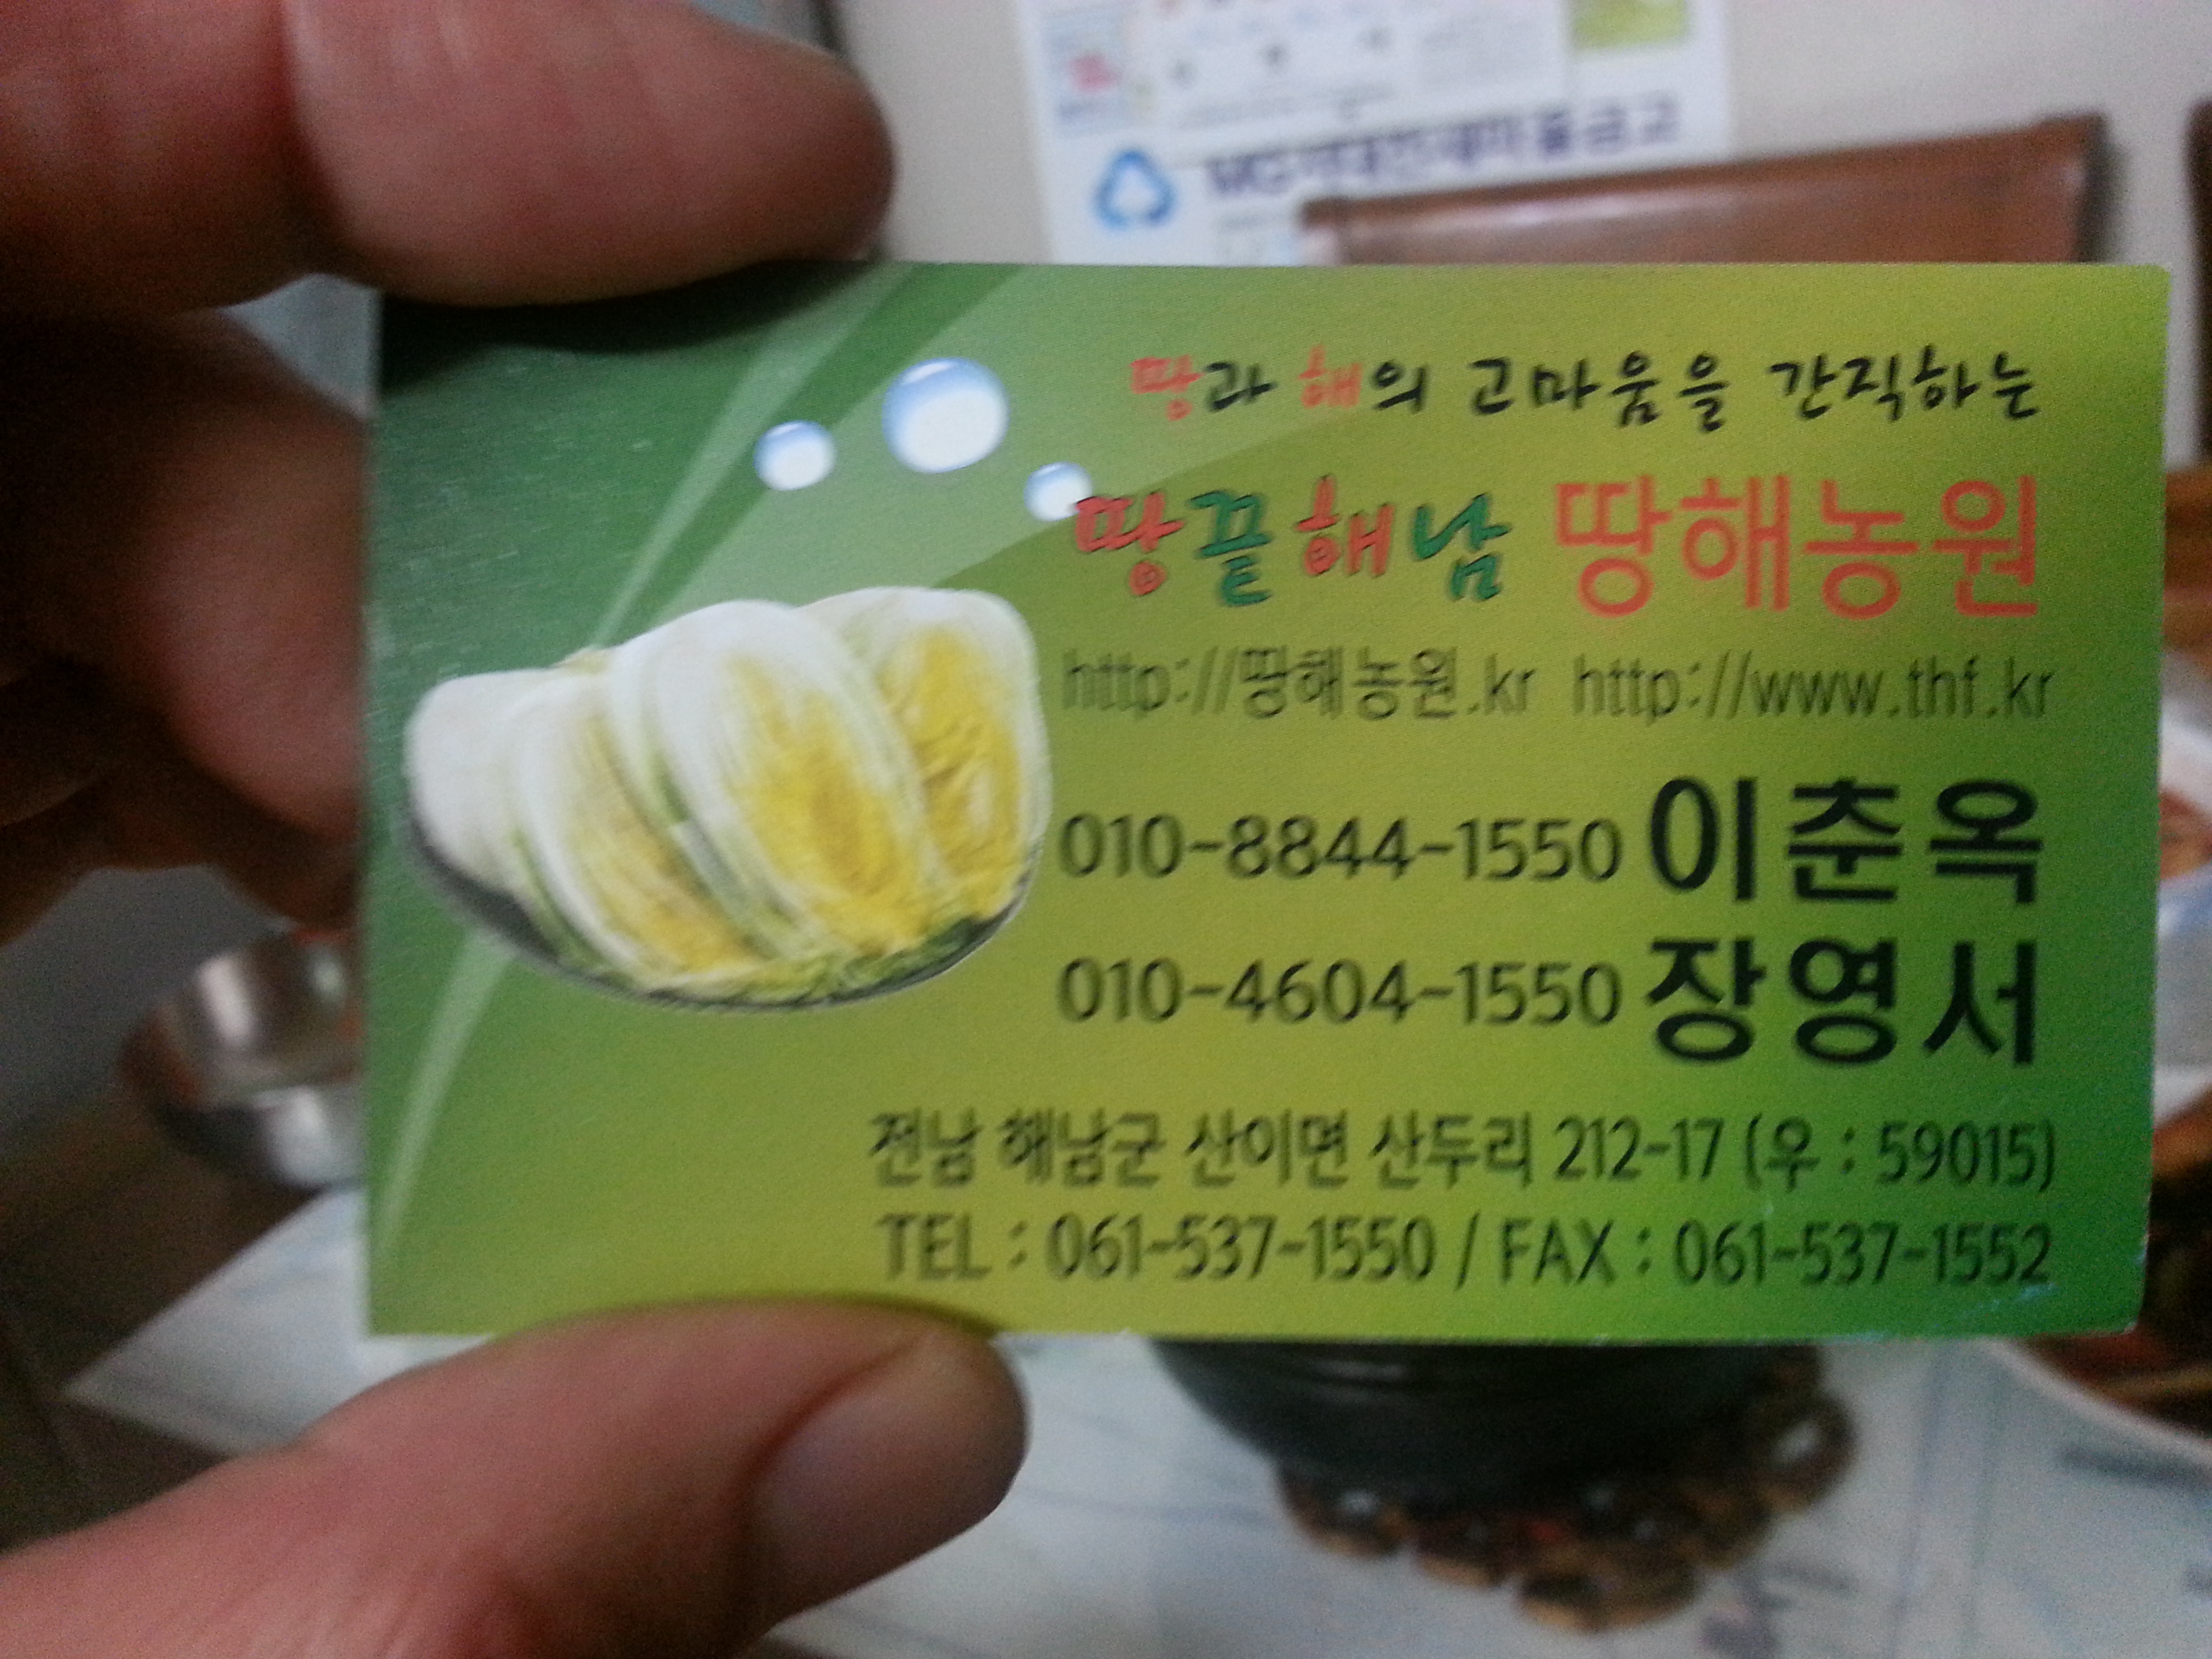 땅과 해의 고마움을 간직하는
땅끝해남 땅해농원
http://땅해농원.kr http://www.thf.kr
010-8844-1550 이춘옥
010-4604-1550 장영서
전남 해남군 산이면 산두리 212-17 (우 : 59015)
TEL : 061-537-1550 / FAX : 061-537-1552